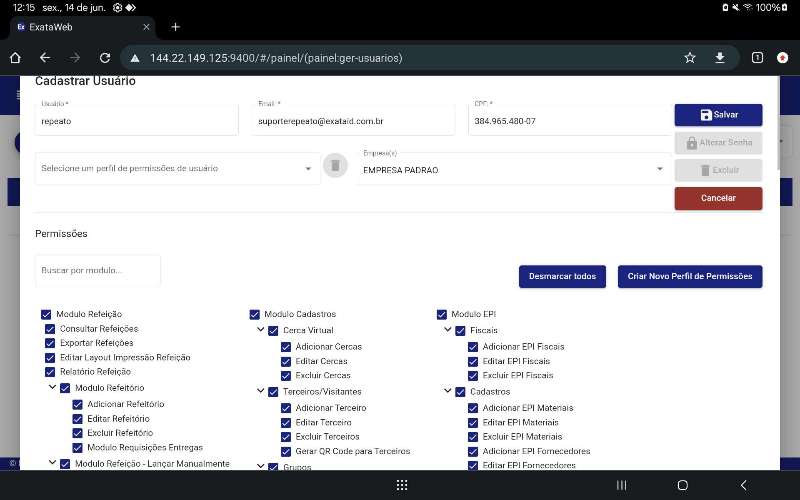 12:15 sex., 14 de jun.
100%
ExataWeb
144.22.149.125:9400/#/painel/(painel:ger-usuarios)
1
Cadastrar Usuário
Usuário * Email * CPF: *
repeato suporterepeato@exataid.com.br 384.965.480-07
Salvar
Alterar Senha
Selecione um perfil de permissões de usuário
Empresa(s)
EMPRESA PADRAO
Excluir
Cancelar
Permissões
Buscar por modulo...
Desmarcar todos Criar Novo Perfil de Permissões
Modulo Refeição
Consultar Refeições
Exportar Refeições
Editar Layout Impressão Refeição
Relatório Refeição
Modulo Refeitório
Adicionar Refeitório
Editar Refeitório
Excluir Refeitório
Modulo Requisições Entregas
Modulo Refeição - Lançar Manualmente
Modulo Cadastros
Cerca Virtual
Adicionar Cercas
Editar Cercas
Excluir Cercas
Terceiros/Visitantes
Adicionar Terceiro
Editar Terceiro
Excluir Terceiros
Gerar QR Code para Terceiros
Grupos
Modulo EPI
Fiscais
Adicionar EPI Fiscais
Editar EPI Fiscais
Excluir EPI Fiscais
Cadastros
Adicionar EPI Materiais
Editar EPI Materiais
Excluir EPI Materiais
Adicionar EPI Fornecedores
Editar EPI Fornecedores